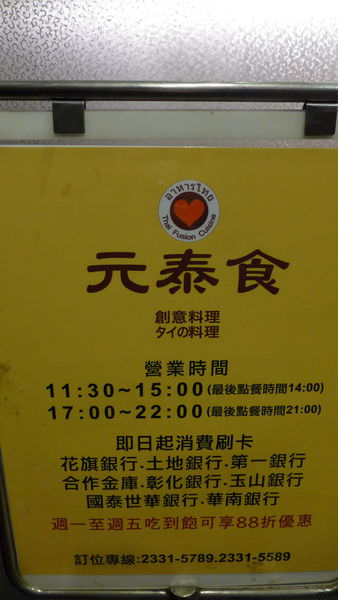 อาหารไทย
Thai Fusion Cuisine
元泰食
創意料理
タイの料理
營業時間
11:30~15:00(最後點餐時間14:00)
17:00~22:00(最後點餐時間21:00)
即日起消費刷卡
花旗銀行.土地銀行.第一銀行
合作金庫.彰化銀行.玉山銀行
國泰世華銀行.華南銀行
週一至週五吃到飽可享88折優惠
訂位專線:2331-5789.2331-5589